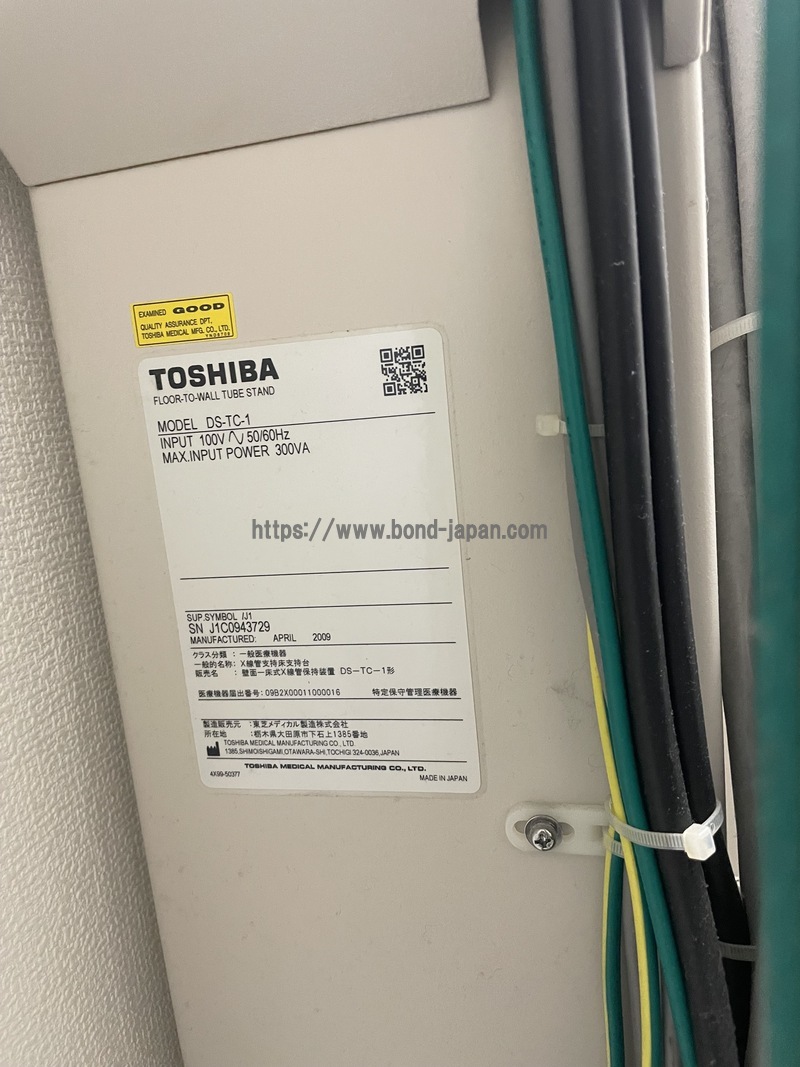 EXAMINED GOOD
QUALITY ASSURANCE DPT.
TOSHIBA MEDICAL MFG. CO., LTD.
TOSHIBA
FLOOR-TO-WALL TUBE STAND
MODEL DS-TC-1
INPUT 100V 50/60Hz
MAX.INPUT POWER 300VA
https://www.bond-japan.com
SUP.SYMBOL /J1
SN J1C0943729
MANUFACTURED: APRIL 2009
クラス分類：一般医療機器
一般的名称：X線管支持床支持台
販売名：壁面ー床式X線管保持装置 DS-TC-1形
医療機器届出番号：09B2X00011000016 特定保守管理医療機器
製造販売元：東芝メディカル製造株式会社
所在地：栃木県大田原市下石上1385番地
TOSHIBA MEDICAL MANUFACTURING CO., LTD.
1385,SHIMOISHIGAMI,OTAWARA-SHI,TOCHIGI 324-0036,JAPAN
TOSHIBA MEDICAL MANUFACTURING CO., LTD.
4X99-50377 MADE IN JAPAN